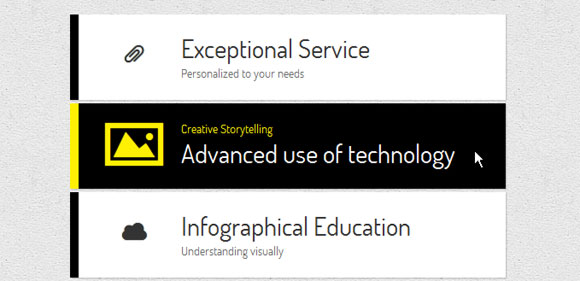 Exceptional Service
Personalized to your needs
Creative Storytelling
Advanced use of technology
Infographical Education
Understanding visually